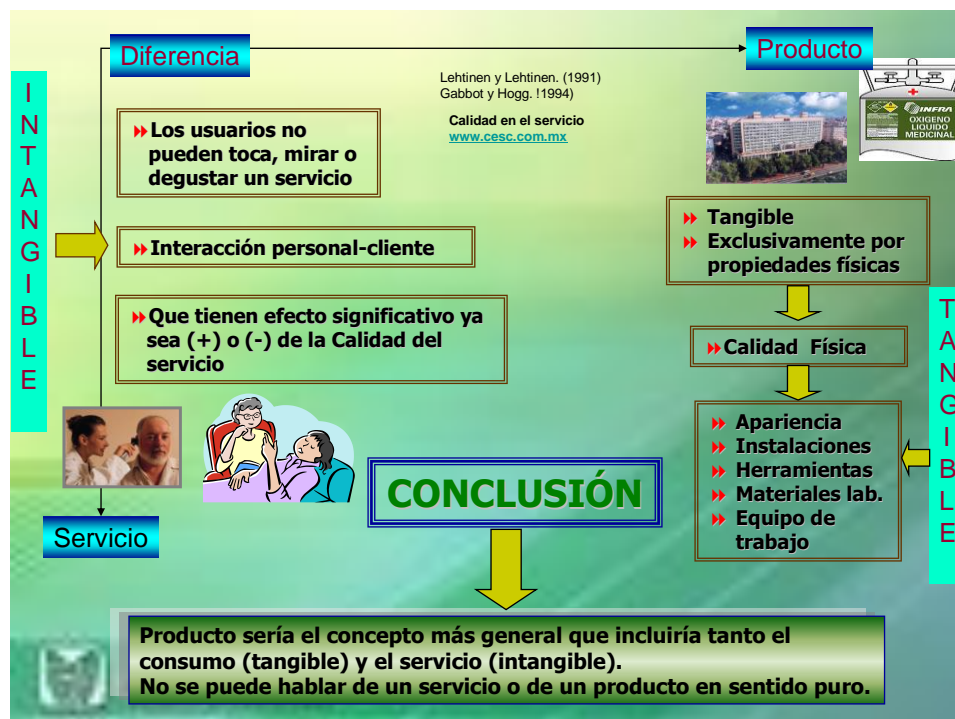 Diferencia
Producto
Lehtinen y Lehtinen. (1991)
Gabbot y Hogg. !1994)
Calidad en el servicio
www.cesc.com.mx
INTANGIBLE
Los usuarios no
pueden toca, mirar o
degustar un servicio
Interacción personal-cliente
Que tienen efecto significativo ya
sea (+) o (-) de la Calidad del
servicio
Servicio
INFRA
OXIGENO
LIQUIDO
MEDICINAL
Tangible
Exclusivamente por
propiedades físicas
Calidad Física
Apariencia
Instalaciones
Herramientas
Materiales lab.
Equipo de
trabajo
TANGIBLE
CONCLUSIÓN
Producto sería el concepto más general que incluiría tanto el
consumo (tangible) y el servicio (intangible).
No se puede hablar de un servicio o de un producto en sentido puro.